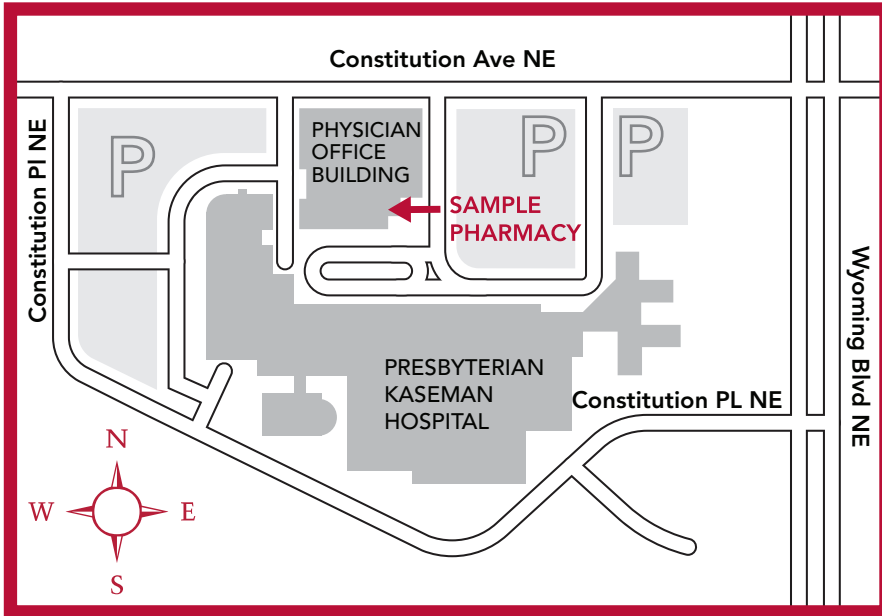 Constitution Ave NE
Constitution Pl NE
P
PHYSICIAN
OFFICE
BUILDING
P
P
SAMPLE
PHARMACY
Wyoming Blvd NE
PRESBYTERIAN
KASEMAN
HOSPITAL
Constitution PL NE
N
W
E
S